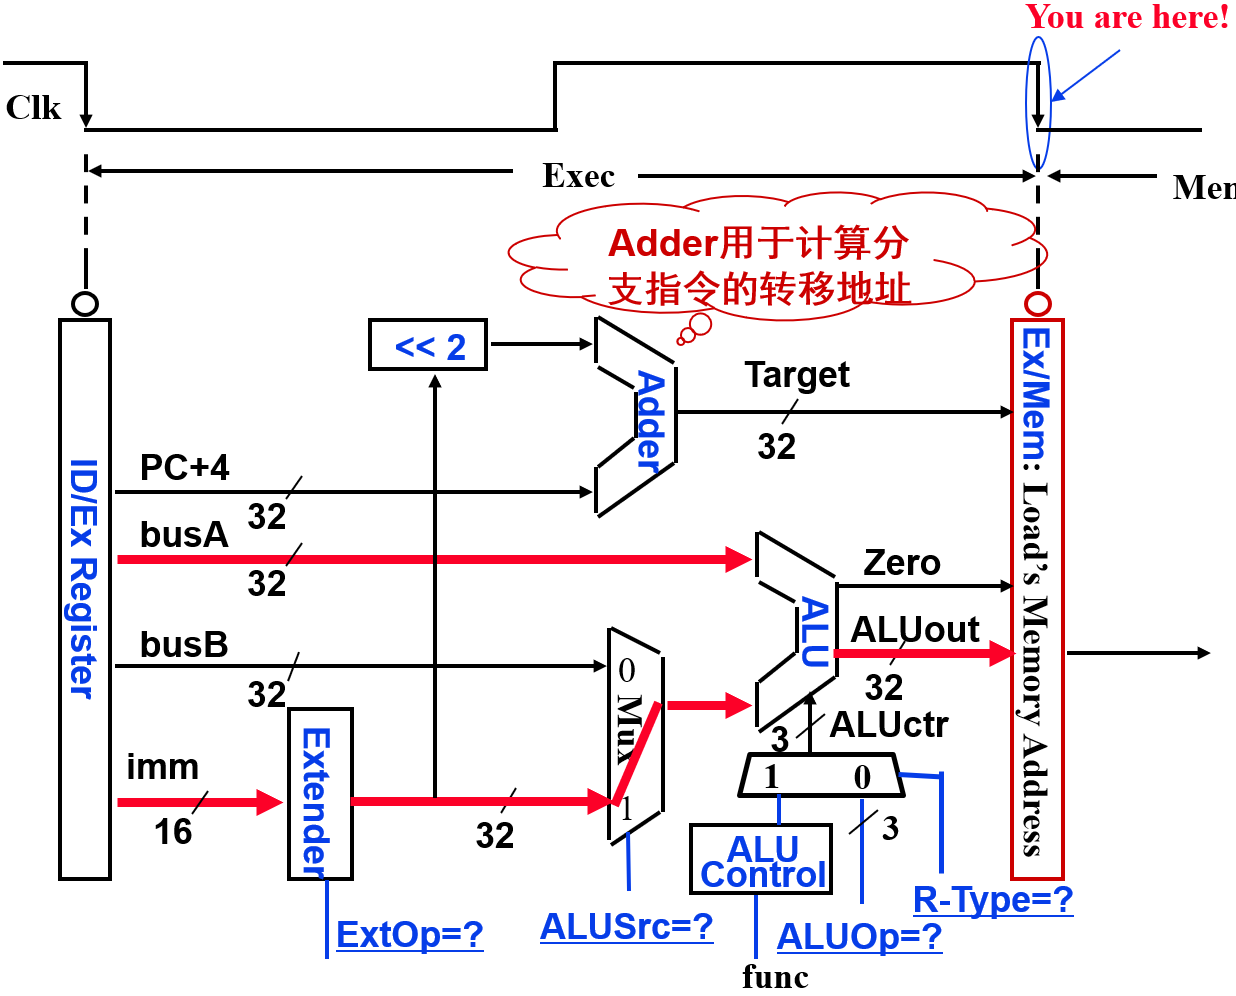 You are here!
Clk
Exec
Mem
Adder用于计算分
支指令的转移地址
<< 2
Adder
Target
32
PC+4
32
busA
32
busB
32
imm
16
ID/Ex Register
Extender
32
0
Mux
1
ALU
Zero
ALUout
32
ALUctr
3
1
0
3
ALU
Control
Ex/Mem: Load's Memory Address
R-Type=?
ExtOp=?
ALUSrc=?
ALUOp=?
func